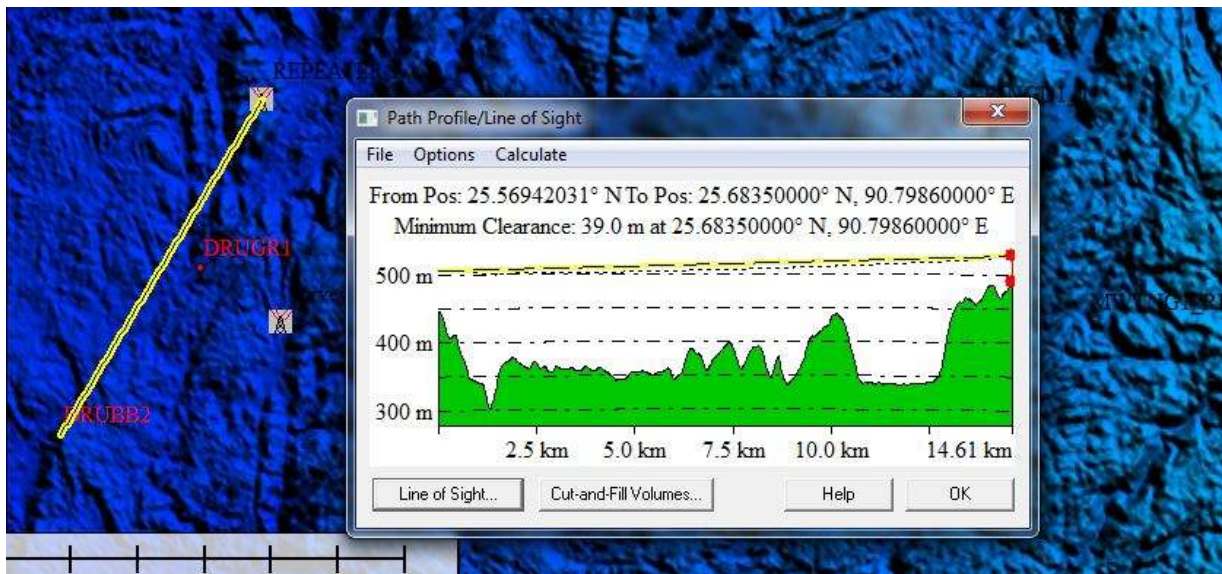 REPEATER
Path Profile/Line of Sight
File Options Calculate
From Pos: 25.56942031° N To Pos: 25.68350000° N, 90.79860000° E
Minimum Clearance: 39.0 m at 25.68350000° N, 90.79860000° E
500 m
400 m
300 m
2.5 km 5.0 km 7.5 km 10.0 km 14.61 km
Line of Sight... Cut-and-Fill Volumes... Help OK
DRUGR1
DRUBB2